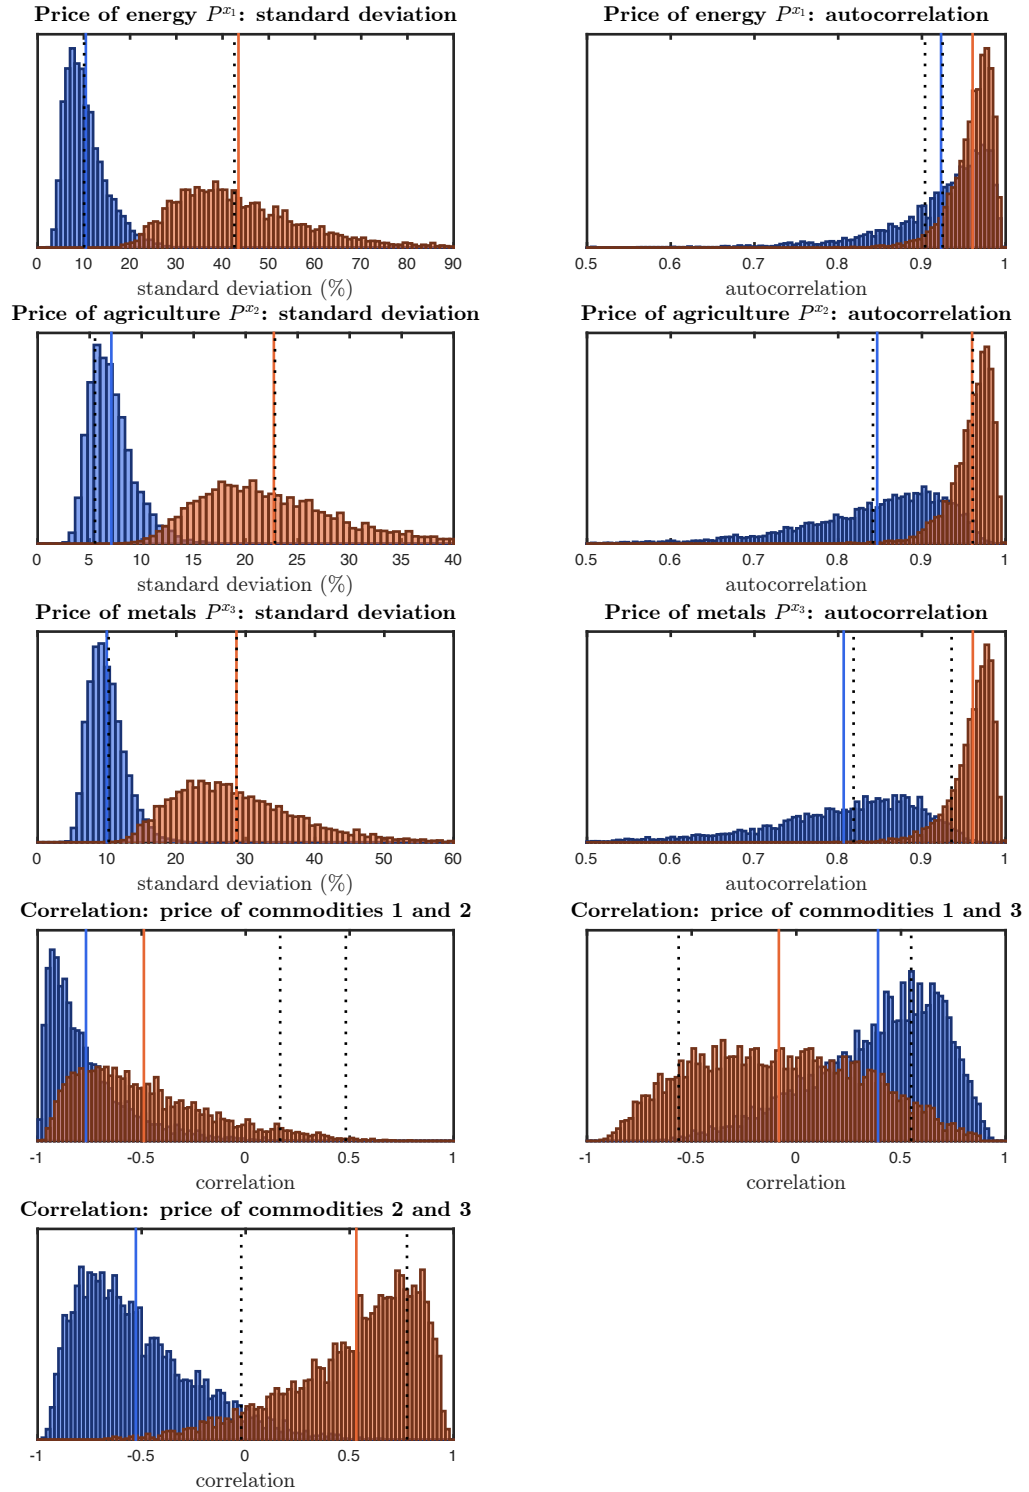 Price of energy P^{x_1}: standard deviation
0 10 20 30 40 50 60 70 80 90
standard deviation (%)
Price of energy P^{x_1}: autocorrelation
0.5 0.6 0.7 0.8 0.9 1
autocorrelation
Price of agriculture P^{x_2}: standard deviation
0 5 10 15 20 25 30 35 40
standard deviation (%)
Price of agriculture P^{x_2}: autocorrelation
0.5 0.6 0.7 0.8 0.9 1
autocorrelation
Price of metals P^{x_3}: standard deviation
0 10 20 30 40 50 60
standard deviation (%)
Price of metals P^{x_3}: autocorrelation
0.5 0.6 0.7 0.8 0.9 1
autocorrelation
Correlation: price of commodities 1 and 2
-1 -0.5 0 0.5 1
correlation
Correlation: price of commodities 1 and 3
-1 -0.5 0 0.5 1
correlation
Correlation: price of commodities 2 and 3
-1 -0.5 0 0.5 1
correlation